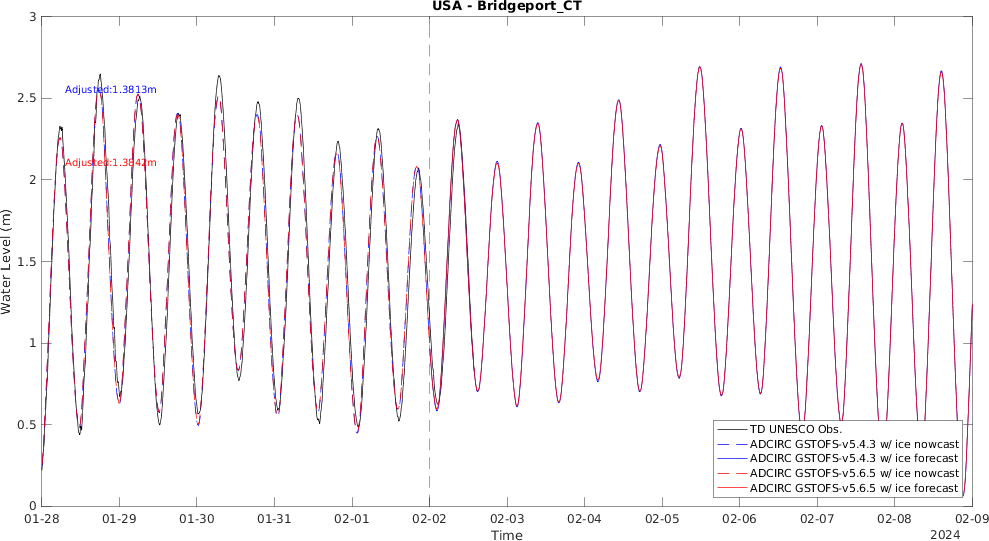 USA - Bridgeport_CT
3
2.5
2
1.5
1
0.5
0
Water Level (m)
Adjusted:1.3813m
Adjusted:1.3842m
TD UNESCO Obs.
ADCIRC GSTOFS-v5.4.3 w/ ice nowcast
ADCIRC GSTOFS-v5.4.3 w/ ice forecast
ADCIRC GSTOFS-v5.6.5 w/ ice nowcast
ADCIRC GSTOFS-v5.6.5 w/ ice forecast
01-28 01-29 01-30 01-31 02-01 02-02 02-03 02-04 02-05 02-06 02-07 02-08 02-09
Time
2024